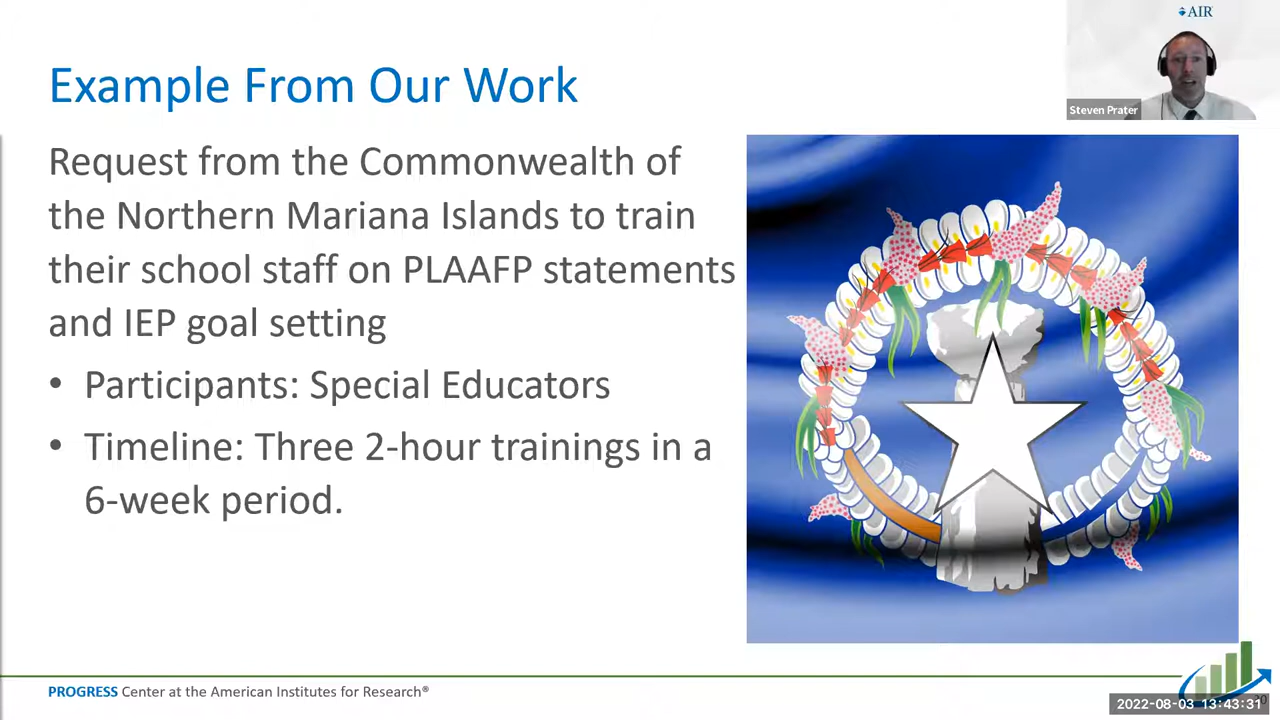 AIR
Example From Our Work
Steven Prater
Request from the Commonwealth of
the Northern Mariana Islands to train
their school staff on PLAAFP statements
and IEP goal setting
• Participants: Special Educators
• Timeline: Three 2-hour trainings in a
6-week period.
PROGRESS Center at the American Institutes for Research®
2022-08-03 13:43:31